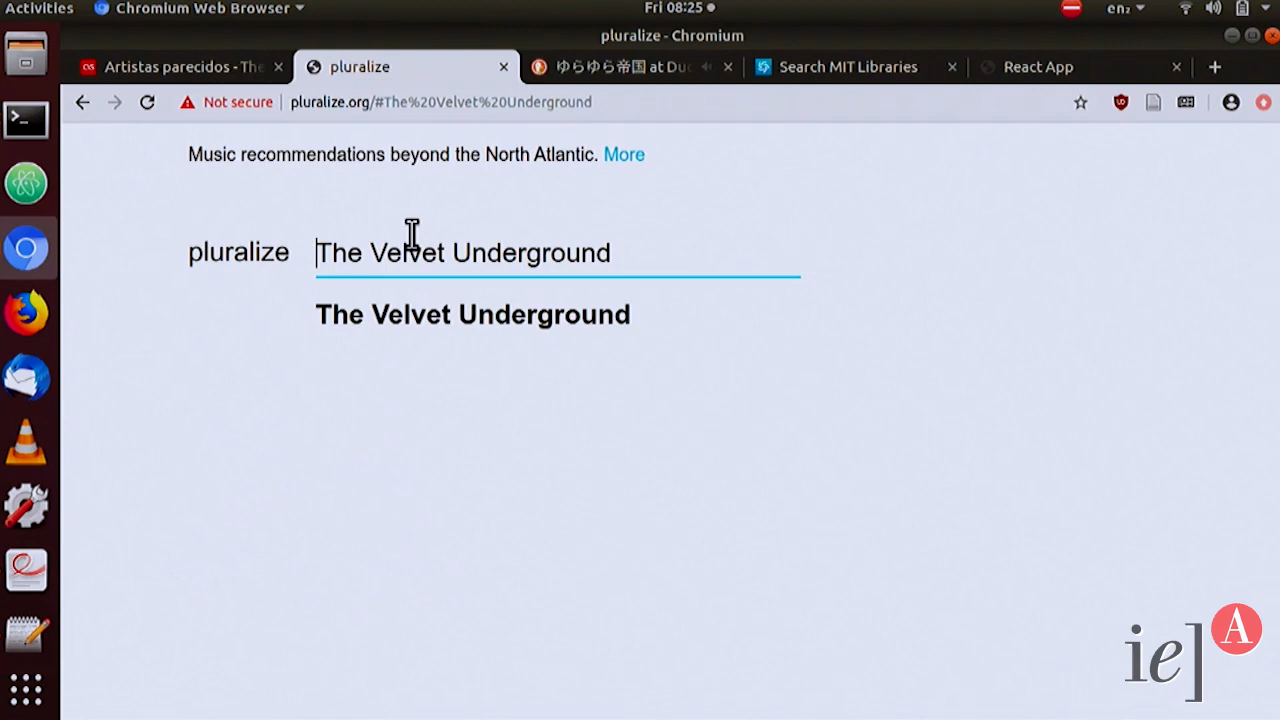 Activities
Chromium Web Browser
Fri 08:25
en₂
pluralize - Chromium
Artistas parecidos - The
pluralize
ゆらゆら帝国 at Duc
Search MIT Libraries
React App
Not secure
pluralize.org/#The%20Velvet%20Underground
Music recommendations beyond the North Atlantic. More
pluralize
The Velvet Underground
The Velvet Underground
ie] A